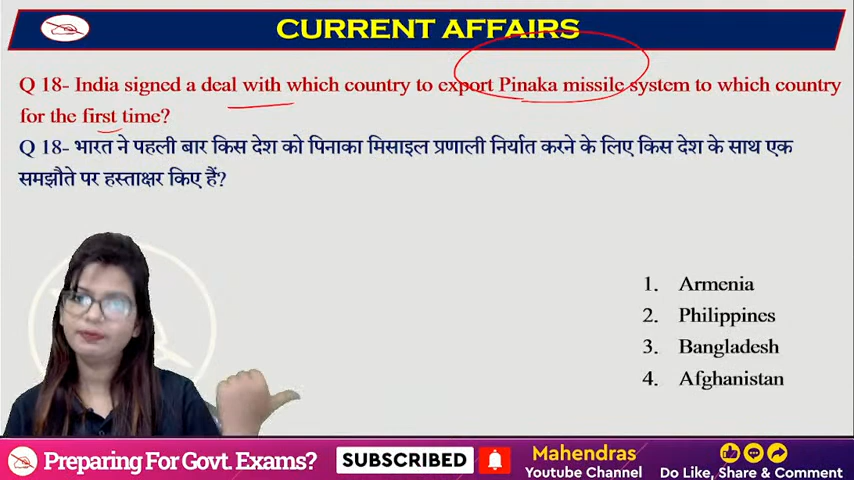 CURRENT AFFAIRS
Q 18- India signed a deal with which country to export Pinaka missile system to which country
for the first time?
Q 18- भारत ने पहली बार किस देश को पिनाका मिसाइल प्रणाली निर्यात करने के लिए किस देश के साथ एक
समझौते पर हस्ताक्षर किए हैं?
1. Armenia
2. Philippines
3. Bangladesh
4. Afghanistan
Preparing For Govt. Exams?
SUBSCRIBED
Mahendras
Youtube Channel
Do Like, Share & Comment